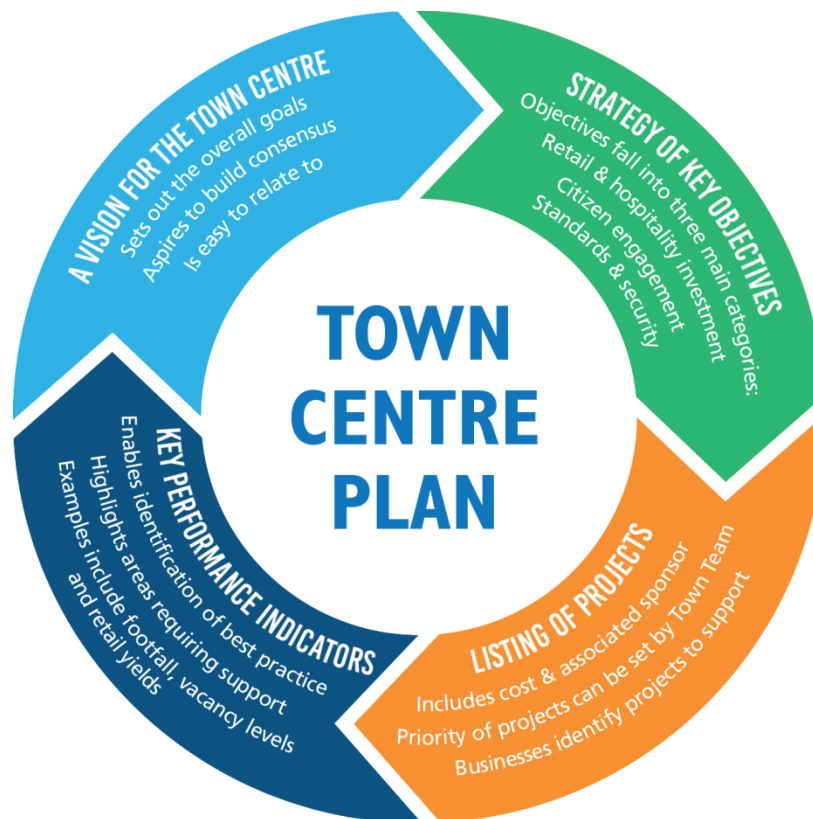 A VISION FOR THE TOWN CENTRE
Sets out the overall goals
Aspires to build consensus
Is easy to relate to
STRATEGY OF KEY OBJECTIVES
Objectives fall into three main categories:
Retail & hospitality investment
Citizen engagement
Standards & security
TOWN
CENTRE
PLAN
LISTING OF PROJECTS
Includes cost & associated sponsor
Priority of projects can be set by Town Team
Businesses identify projects to support
KEY PERFORMANCE INDICATORS
Enables identification of best practice
Highlights areas requiring support
Examples include footfall, vacancy levels
and retail yields